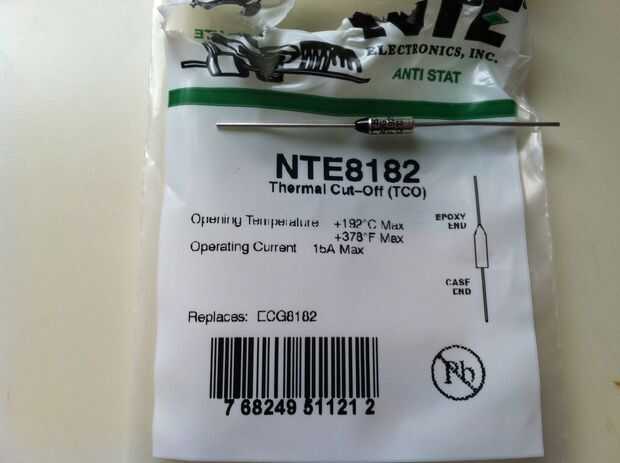 ELECTRONICS, INC.
ANTI STAT
NTE8182
Thermal Cut-Off (TCO)
Opening Temperature +192°C Max
+378°F Max
Operating Current 15A Max
EPOXY
END
CASE
END
Replaces: ECG8182
Pb
7 68249 51121 2